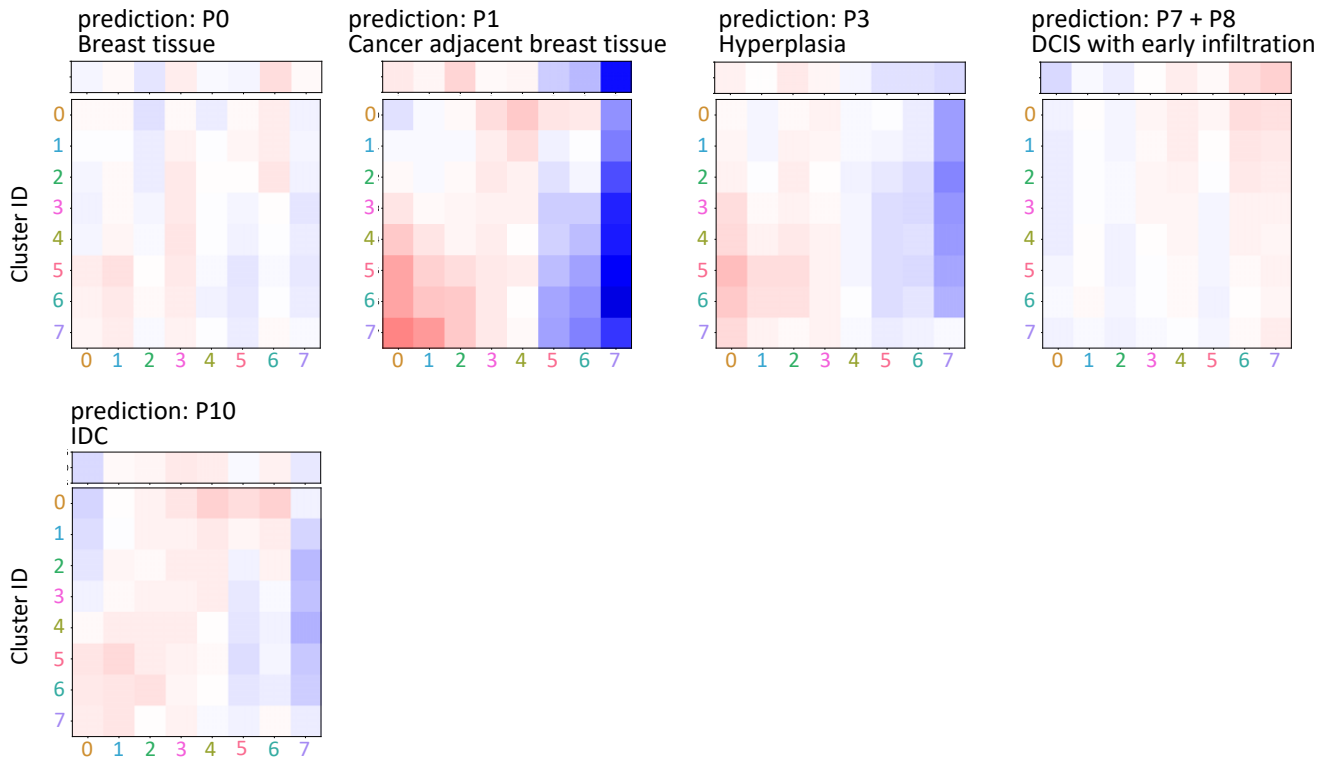 prediction: P0
Breast tissue
prediction: P1
Cancer adjacent breast tissue
prediction: P3
Hyperplasia
prediction: P7 + P8
DCIS with early infiltration
Cluster ID
0
1
2
3
4
5
6
7
0 1 2 3 4 5 6 7
0
1
2
3
4
5
6
7
0 1 2 3 4 5 6 7
0
1
2
3
4
5
6
7
0 1 2 3 4 5 6 7
0
1
2
3
4
5
6
7
0 1 2 3 4 5 6 7
prediction: P10
IDC
Cluster ID
0
1
2
3
4
5
6
7
0 1 2 3 4 5 6 7